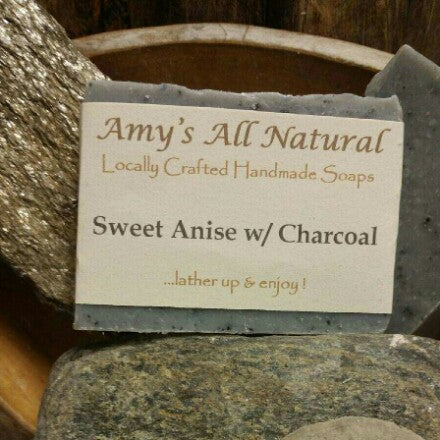 Amy's All Natural
Locally Crafted Handmade Soaps
Sweet Anise w/ Charcoal
...lather up & enjoy!